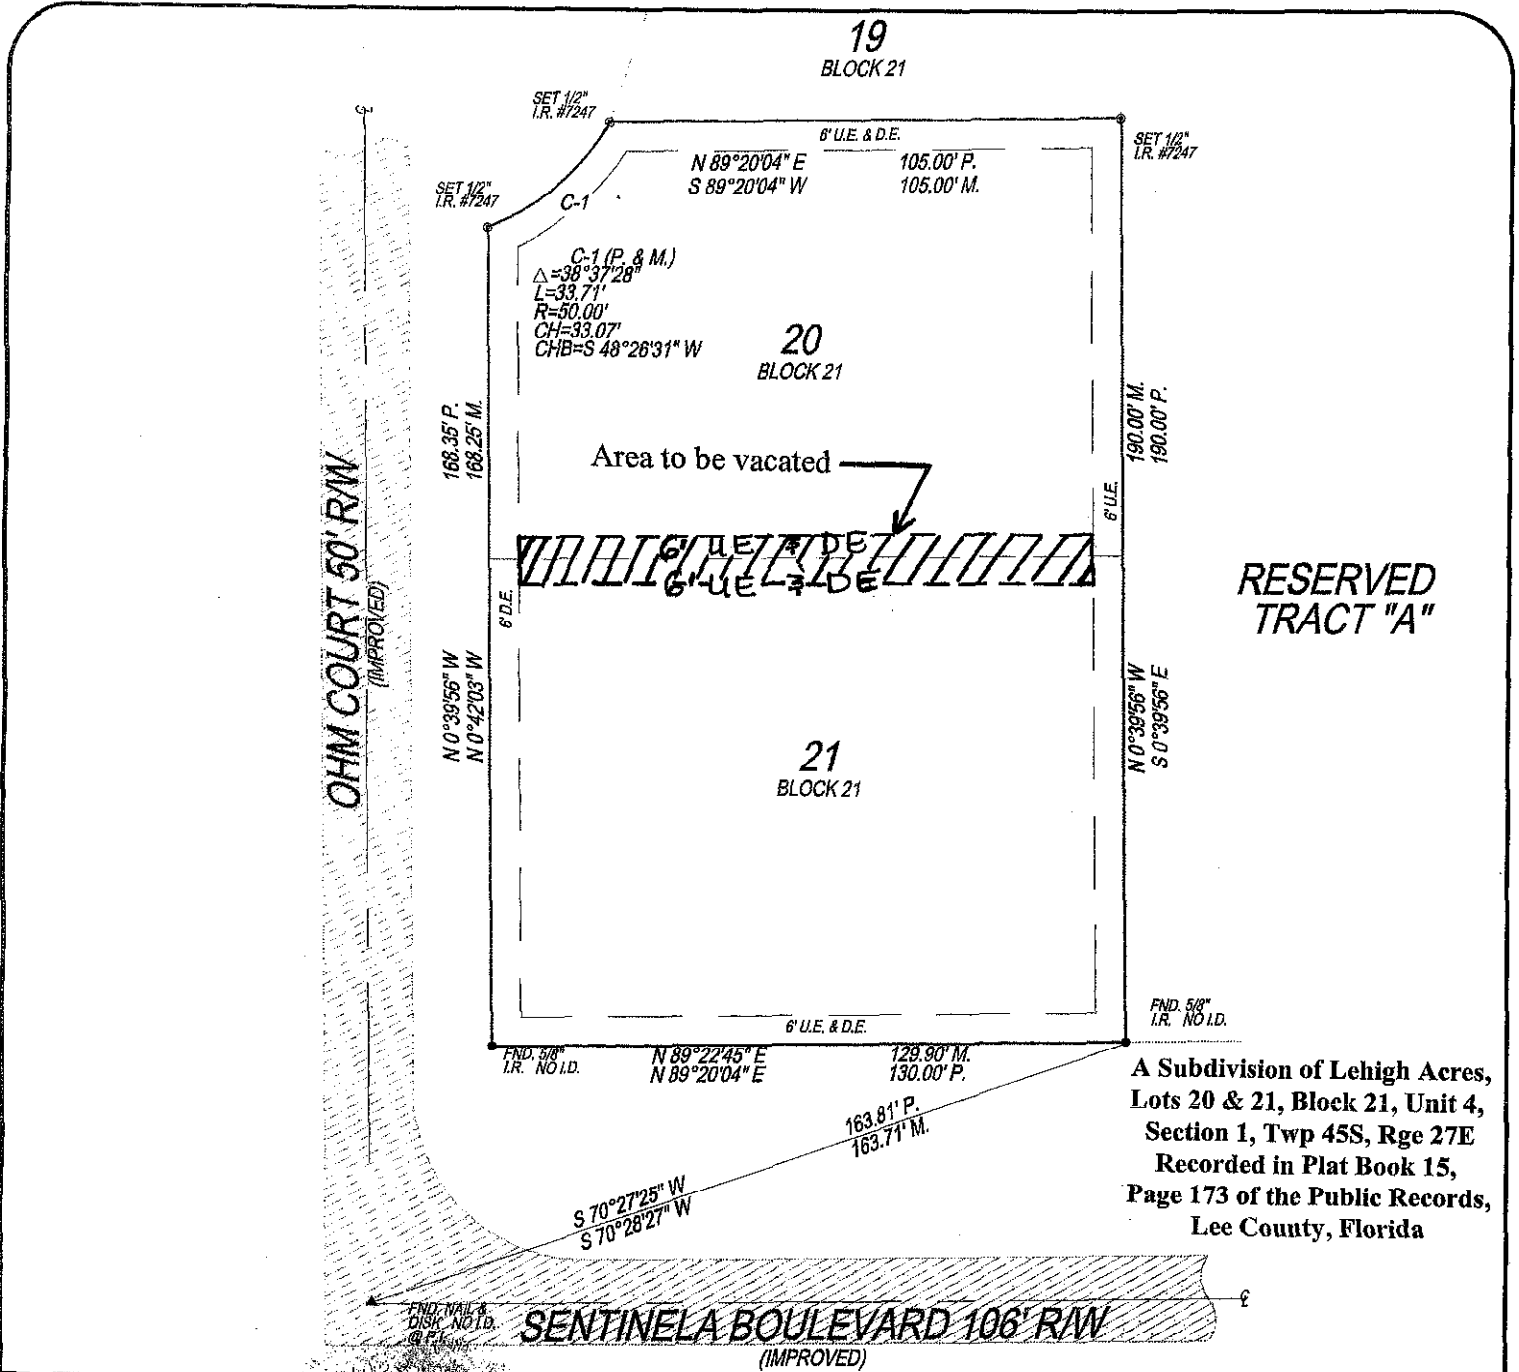 19
BLOCK 21
SET 1/2"
I.R. #7247
6' U.E. & D.E.
SET 1/2"
I.R. #7247
N 89°20'04" E 105.00' P.
S 89°20'04" W 105.00' M.
SET 1/2"
I.R. #7247
C-1
C-1 (P. & M.)
△=38°37'28"
L=33.71'
R=50.00'
CH=33.07'
CHB=S 48°26'31" W
20
BLOCK 21
168.35' P.
168.25' M.
190.00' M.
190.00' P.
Area to be vacated
6' U.E.
6' UE & DE
6' UE & DE
OHM COURT 50' R/W
(IMPROVED)
6' D.E.
RESERVED
TRACT "A"
N 0°39'56" W
N 0°42'03" W
N 0°39'56" W
S 0°39'56" E
21
BLOCK 21
6' U.E. & D.E.
FND. 5/8"
I.R. NO I.D.
FND. 5/8"
I.R. NO I.D.
N 89°22'45" E 129.90' M.
N 89°20'04" E 130.00' P.
163.81' P.
163.71' M.
S 70°27'25" W
S 70°28'27" W
A Subdivision of Lehigh Acres,
Lots 20 & 21, Block 21, Unit 4,
Section 1, Twp 45S, Rge 27E
Recorded in Plat Book 15,
Page 173 of the Public Records,
Lee County, Florida
FND. NAIL &
DISK NO I.D.
@ P.I.
SENTINELA BOULEVARD 106' R/W
(IMPROVED)